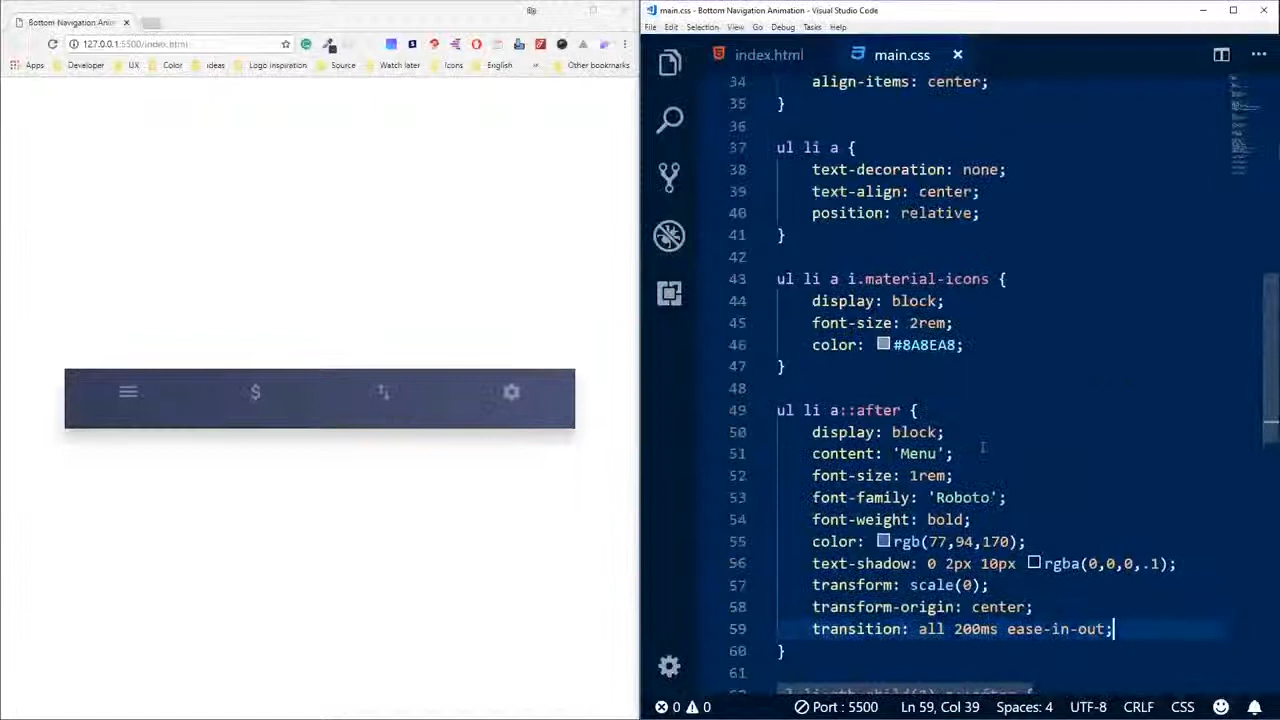 Bottom Navigation Anim
127.0.0.1:5500/index.html
Apps Developer UX Color ideas Logo inspiration Source Watch later Icons English Other bookmarks
main.css - Bottom Navigation Animation - Visual Studio Code
File Edit Selection View Go Debug Tasks Help
index.html main.css
34 align-items: center;
35 }
36
37 ul li a {
38 text-decoration: none;
39 text-align: center;
40 position: relative;
41 }
42
43 ul li a i.material-icons {
44 display: block;
45 font-size: 2rem;
46 color: #8A8EA8;
47 }
48
49 ul li a::after {
50 display: block;
51 content: 'Menu';
52 font-size: 1rem;
53 font-family: 'Roboto';
54 font-weight: bold;
55 color: rgb(77,94,170);
56 text-shadow: 0 2px 10px rgba(0,0,0,.1);
57 transform: scale(0);
58 transform-origin: center;
59 transition: all 200ms ease-in-out;
60 }
61
0 0 Port : 5500 Ln 59, Col 39 Spaces: 4 UTF-8 CRLF CSS